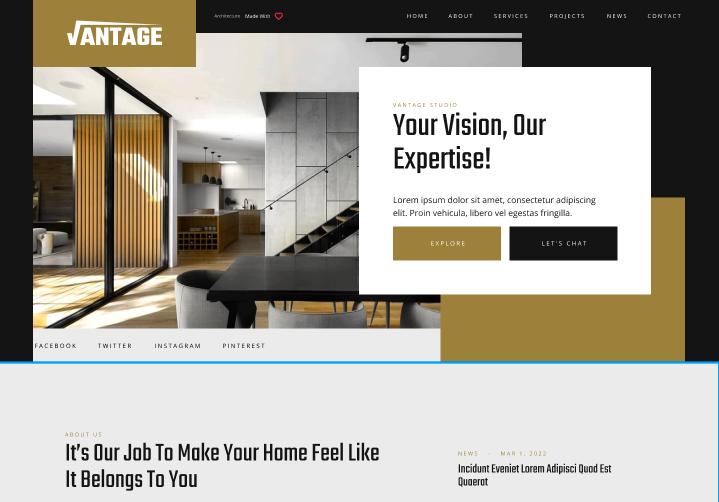 VANTAGE
Architecture Made With
HOME ABOUT SERVICES PROJECTS NEWS CONTACT
VANTAGE STUDIO
Your Vision, Our
Expertise!
Lorem ipsum dolor sit amet, consectetur adipiscing
elit. Proin vehicula, libero vel egestas fringilla.
EXPLORE LET'S CHAT
FACEBOOK TWITTER INSTAGRAM PINTEREST
ABOUT US
It's Our Job To Make Your Home Feel Like
It Belongs To You
NEWS - MAR 1, 2022
Incidunt Eveniet Lorem Adipisci Quod Est
Quaerat